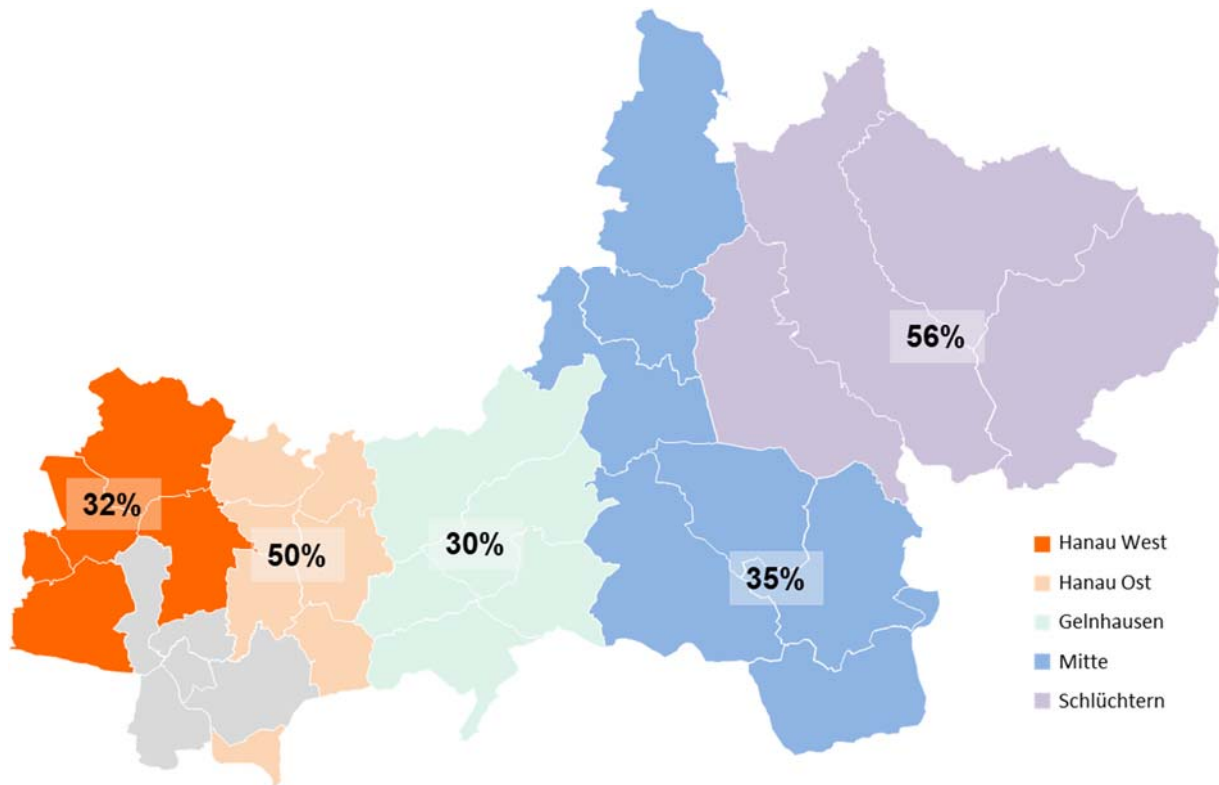 56%
32%
50%
30%
35%
Hanau West
Hanau Ost
Gelnhausen
Mitte
Schlüchtern